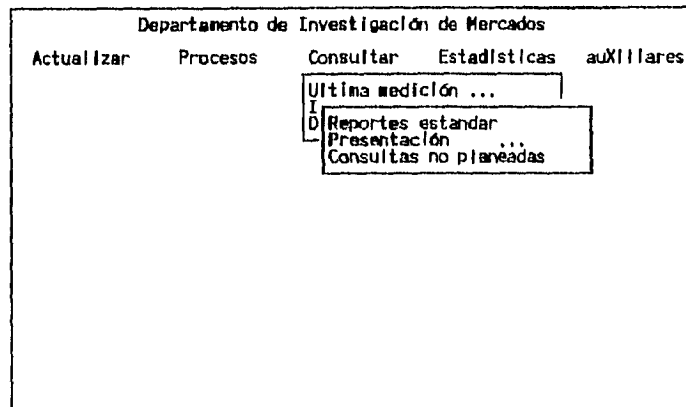 Departamento de Investigación de Mercados
Actualizar Procesos Consultar Estadísticas auXiliares
Ultima medición ...
I
D Reportes estandar
Presentación ...
Consultas no planeadas